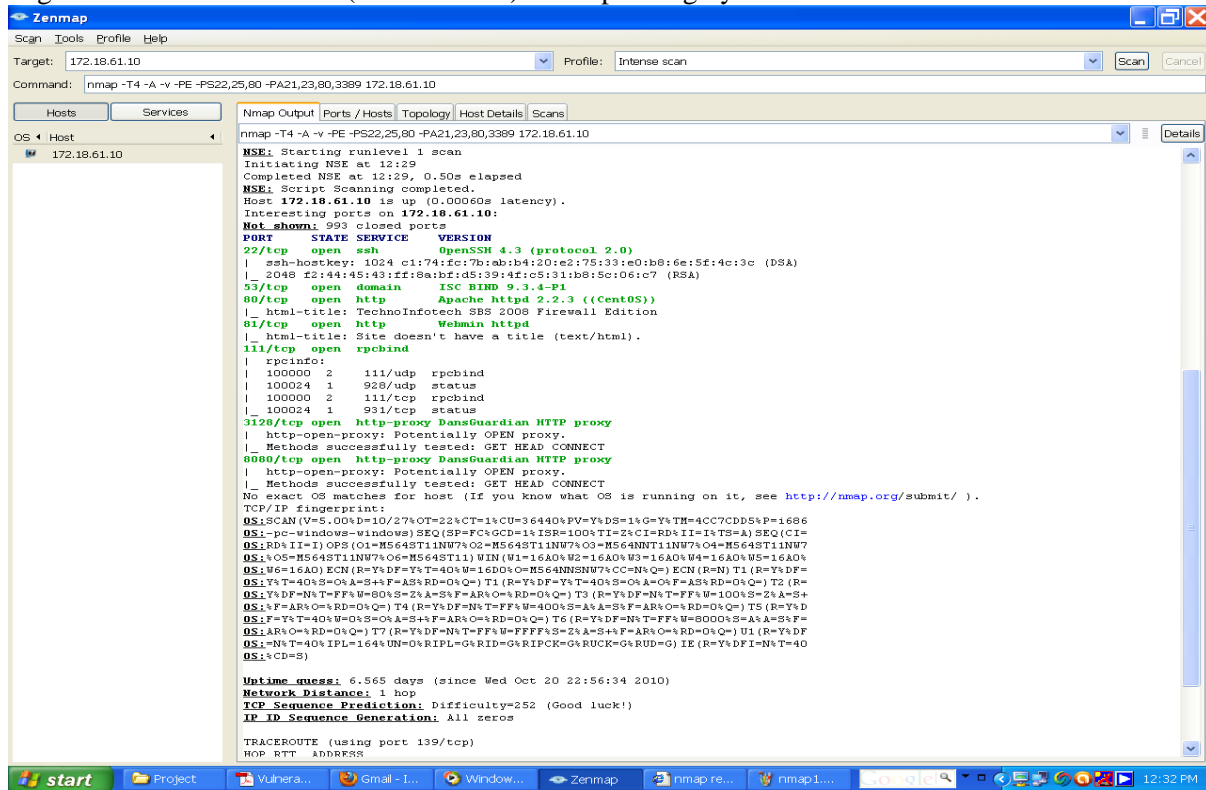 Zenmap
Scan Tools Profile Help
Target: 172.18.61.10 Profile: Intense scan Scan Cancel
Command: nmap -T4 -A -v -PE -PS22,25,80 -PA21,23,80,3389 172.18.61.10
Hosts Services Nmap Output Ports / Hosts Topology Host Details Scans
OS Host nmap -T4 -A -v -PE -PS22,25,80 -PA21,23,80,3389 172.18.61.10 Details
172.18.61.10
NSE: Starting runlevel 1 scan
Initiating NSE at 12:29
Completed NSE at 12:29, 0.50s elapsed
NSE: Script Scanning completed.
Host 172.18.61.10 is up (0.00060s latency).
Interesting ports on 172.18.61.10:
Not shown: 993 closed ports
PORT STATE SERVICE VERSION
22/tcp open ssh OpenSSH 4.3 (protocol 2.0)
| ssh-hostkey: 1024 c1:74:fc:7b:ab:b4:20:e2:75:33:e0:b8:6e:5f:4c:3c (DSA)
|_ 2048 f2:44:45:43:ff:8a:bf:d5:39:4f:c5:31:b8:5c:06:c7 (RSA)
53/tcp open domain ISC BIND 9.3.4-P1
80/tcp open http Apache httpd 2.2.3 ((CentOS))
|_ html-title: TechnoInfotech SBS 2008 Firewall Edition
81/tcp open http Webmin httpd
|_ html-title: Site doesn't have a title (text/html).
111/tcp open rpcbind
| rpcinfo:
| 100000 2 111/udp rpcbind
| 100024 1 928/udp status
| 100000 2 111/tcp rpcbind
|_ 100024 1 931/tcp status
3128/tcp open http-proxy DansGuardian HTTP proxy
| http-open-proxy: Potentially OPEN proxy.
|_ Methods successfully tested: GET HEAD CONNECT
8080/tcp open http-proxy DansGuardian HTTP proxy
| http-open-proxy: Potentially OPEN proxy.
|_ Methods successfully tested: GET HEAD CONNECT
No exact OS matches for host (If you know what OS is running on it, see http://nmap.org/submit/ ).
TCP/IP fingerprint:
OS:SCAN(V=5.00%D=10/27%OT=22%CT=1%CU=36440%PV=Y%DS=1%G=Y%TM=4CC7CDD5%P=i686
OS:-pc-windows-windows)SEQ(SP=FC%GCD=1%ISR=100%TI=Z%CI=RD%II=I%TS=A)SEQ(CI=
OS:RD%II=I)OPS(O1=M564ST11NW7%O2=M564ST11NW7%O3=M564NNT11NW7%O4=M564ST11NW7
OS:%O5=M564ST11NW7%O6=M564ST11)WIN(W1=16A0%W2=16A0%W3=16A0%W4=16A0%W5=16A0%
OS:W6=16A0)ECN(R=Y%DF=Y%T=40%W=16D0%O=M564NNSNW7%CC=N%Q=)ECN(R=N)T1(R=Y%DF=
OS:Y%T=40%S=O%A=S+%F=AS%RD=0%Q=)T1(R=Y%DF=Y%T=40%S=O%A=O%F=AS%RD=0%Q=)T2(R=
OS:Y%DF=N%T=FF%W=80%S=Z%A=S%F=AR%O=%RD=0%Q=)T3(R=Y%DF=N%T=FF%W=100%S=Z%A=S+
OS:%F=AR%O=%RD=0%Q=)T4(R=Y%DF=N%T=FF%W=400%S=A%A=S%F=AR%O=%RD=0%Q=)T5(R=Y%D
OS:F=Y%T=40%W=0%S=O%A=S+%F=AR%O=%RD=0%Q=)T6(R=Y%DF=N%T=FF%W=8000%S=A%A=S%F=
OS:AR%O=%RD=0%Q=)T7(R=Y%DF=N%T=FF%W=FFFF%S=Z%A=S+%F=AR%O=%RD=0%Q=)U1(R=Y%DF
OS:=N%T=40%IPL=164%UN=0%RIPL=G%RID=G%RIPCK=G%RUCK=G%RUD=G)IE(R=Y%DFI=N%T=40
OS:%CD=S)
Uptime guess: 6.565 days (since Wed Oct 20 22:56:34 2010)
Network Distance: 1 hop
TCP Sequence Prediction: Difficulty=252 (Good luck!)
IP ID Sequence Generation: All zeros
TRACEROUTE (using port 139/tcp)
HOP RTT ADDRESS
start Project Vulnera... Gmail - I... Window... Zenmap nmap re... nmap1.... Google 12:32 PM